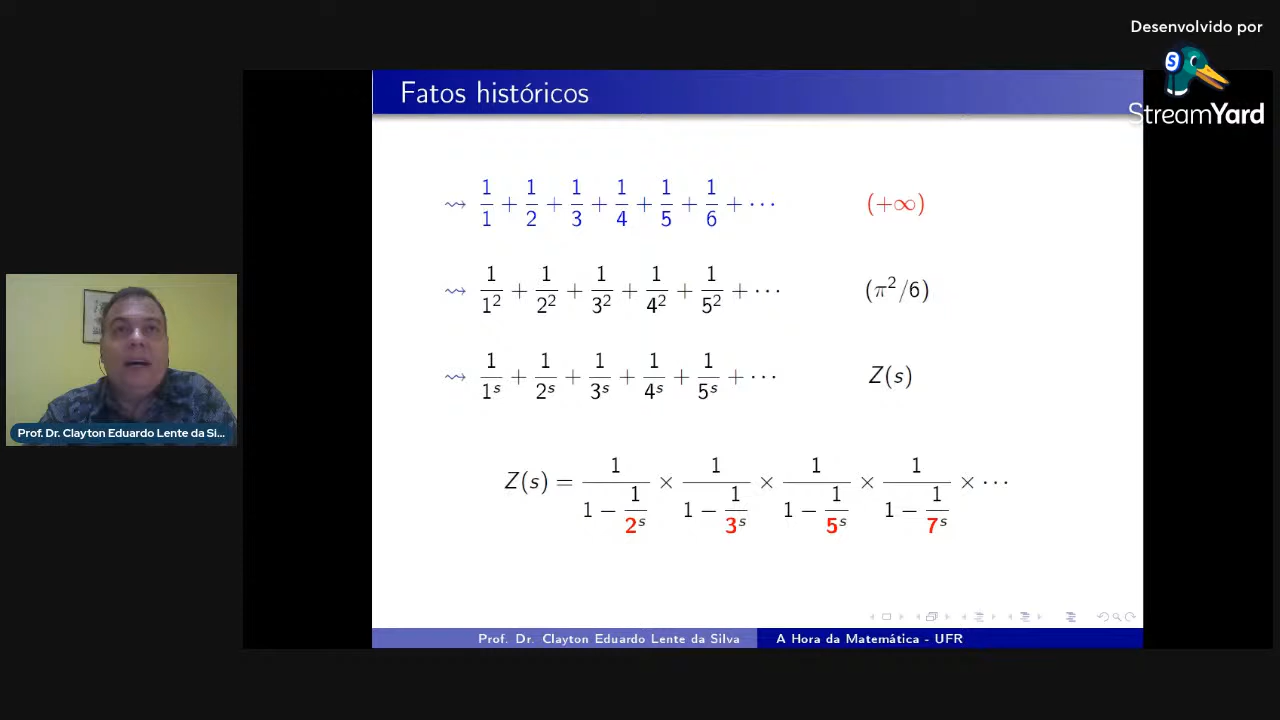 Desenvolvido por
S
StreamYard
Fatos históricos
⇝ 1/1 + 1/2 + 1/3 + 1/4 + 1/5 + 1/6 + ⋯ (+∞)
⇝ 1/1² + 1/2² + 1/3² + 1/4² + 1/5² + ⋯ (π²/6)
⇝ 1/1ˢ + 1/2ˢ + 1/3ˢ + 1/4ˢ + 1/5ˢ + ⋯ Z(s)
Z(s) = 1/(1 − 1/2ˢ) × 1/(1 − 1/3ˢ) × 1/(1 − 1/5ˢ) × 1/(1 − 1/7ˢ) × ⋯
Prof. Dr. Clayton Eduardo Lente da Si...
Prof. Dr. Clayton Eduardo Lente da Silva
A Hora da Matemática - UFR